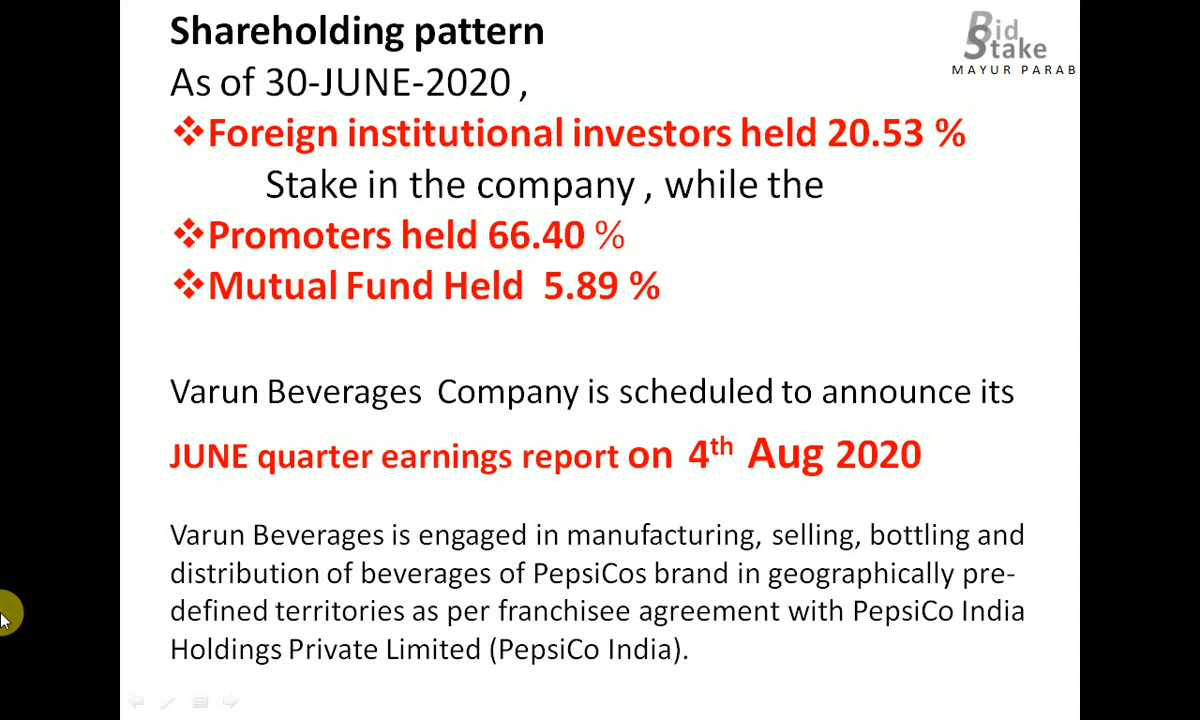 Shareholding pattern
Bid
Stake
MAYUR PARAB
As of 30-JUNE-2020 ,
❖Foreign institutional investors held 20.53 %
Stake in the company , while the
❖Promoters held 66.40 %
❖Mutual Fund Held 5.89 %
Varun Beverages Company is scheduled to announce its
JUNE quarter earnings report on 4th Aug 2020
Varun Beverages is engaged in manufacturing, selling, bottling and
distribution of beverages of PepsiCos brand in geographically pre-
defined territories as per franchisee agreement with PepsiCo India
Holdings Private Limited (PepsiCo India).